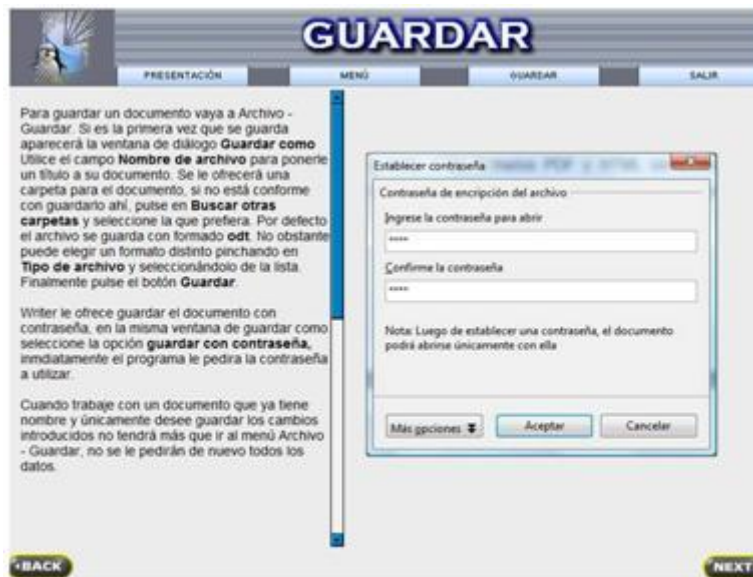 GUARDAR
PRESENTACIÓN
MENÚ
GUARDAR
SALIR
Para guardar un documento vaya a Archivo -
Guardar. Si es la primera vez que se guarda
aparecerá la ventana de diálogo Guardar como
Utilice el campo Nombre de archivo para ponerle
un título a su documento. Se le ofrecerá una
carpeta para el documento, si no está conforme
con guardarlo ahí, pulse en Buscar otras
carpetas y seleccione la que prefiera. Por defecto
el archivo se guarda con formado odt. No obstante
puede elegir un formato distinto pinchando en
Tipo de archivo y seleccionándolo de la lista.
Finalmente pulse el botón Guardar.
Writer le ofrece guardar el documento con
contraseña, en la misma ventana de guardar como
seleccione la opción guardar con contraseña,
inmdiatamente el programa le pedira la contraseña
a utilizar.
Cuando trabaje con un documento que ya tiene
nombre y únicamente desee guardar los cambios
introducidos no tendrá más que ir al menú Archivo
- Guardar, no se le pedirán de nuevo todos los
datos.
Establecer contraseña
Contraseña de encripción del archivo
Ingrese la contraseña para abrir
••••
Confirme la contraseña
••••
Nota: Luego de establecer una contraseña, el documento
podrá abrirse únicamente con ella
Más opciones
Aceptar
Cancelar
BACK
NEXT